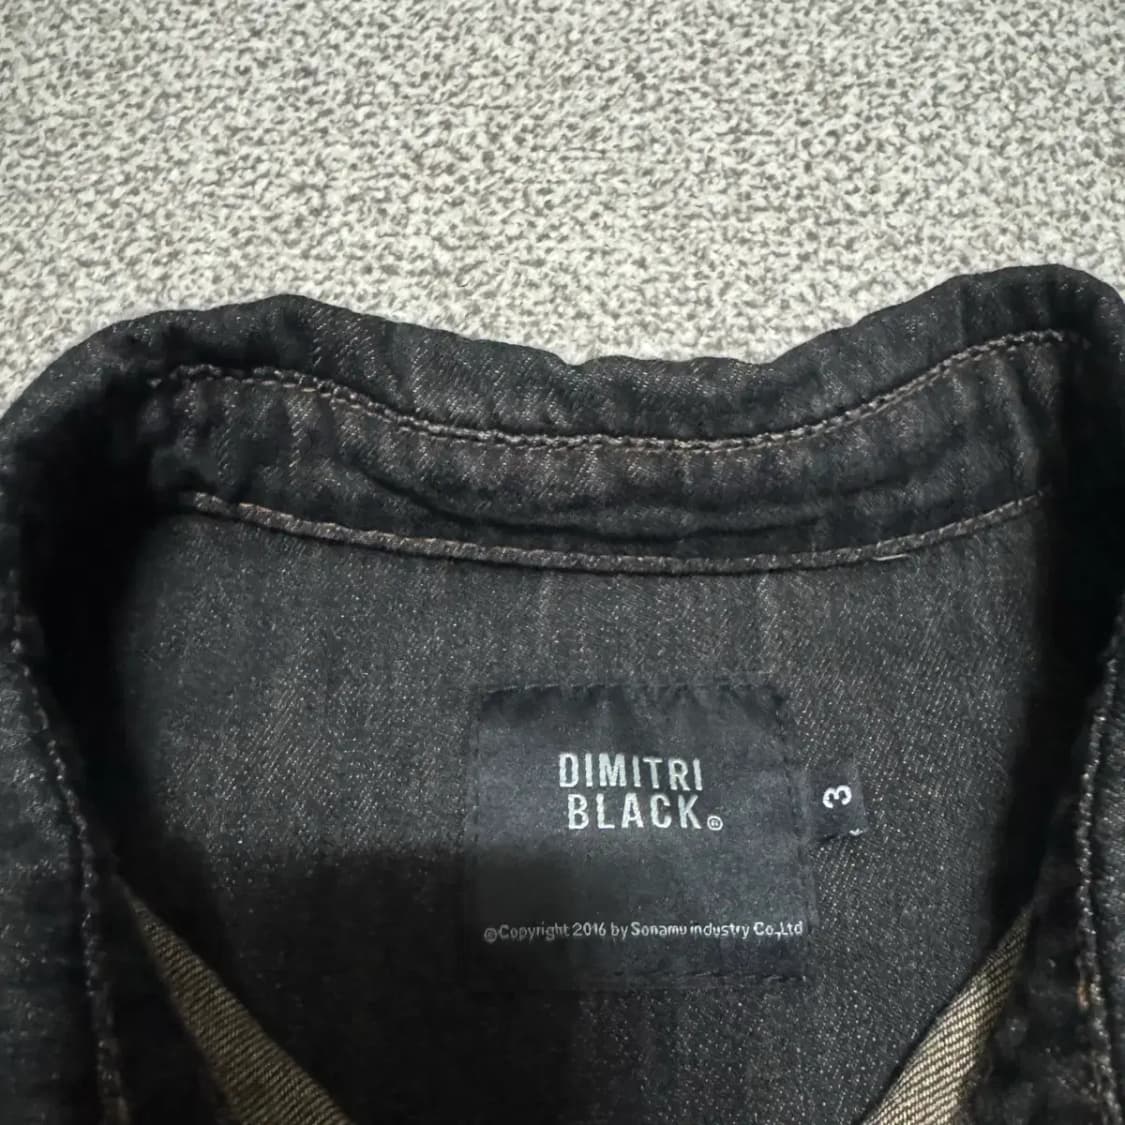 DIMITRI
BLACK®
3
©Copyright 2016 by Sonamu industry Co.,Ltd